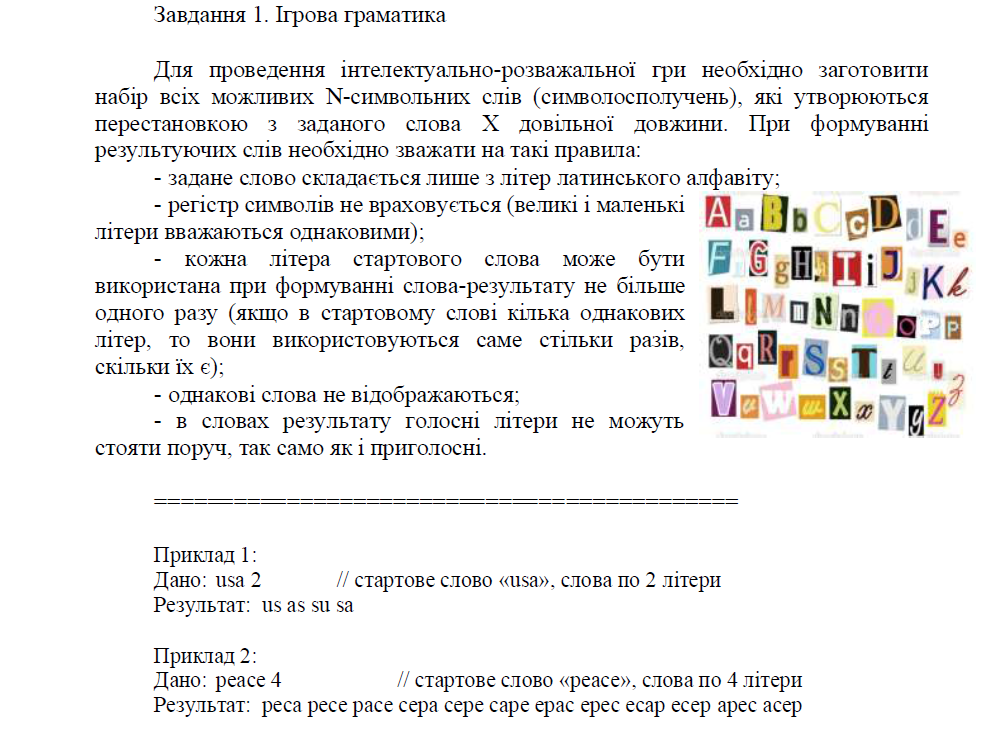 Завдання 1. Ігрова граматика
Для проведення інтелектуально-розважальної гри необхідно заготовити
набір всіх можливих N-символьних слів (символосполучень), які утворюються
перестановкою з заданого слова X довільної довжини. При формуванні
результуючих слів необхідно зважати на такі правила:
- задане слово складається лише з літер латинського алфавіту;
- регістр символів не враховується (великі і маленькі
літери вважаються однаковими);
- кожна літера стартового слова може бути
використана при формуванні слова-результату не більше
одного разу (якщо в стартовому слові кілька однакових
літер, то вони використовуються саме стільки разів,
скільки їх є);
- однакові слова не відображаються;
- в словах результату голосні літери не можуть
стояти поруч, так само як і приголосні.
A a B b C c D d E e
F G g H h I i J j K k
L l M m N n o P P
Q q R r S s T t u u
V v W w X x Y y Z z
=============================================
Приклад 1:
Дано: usa 2 // стартове слово «usa», слова по 2 літери
Результат: us as su sa
Приклад 2:
Дано: peace 4 // стартове слово «peace», слова по 4 літери
Результат: peca pece pace cepa cepe cape epac epec ecap ecep apec acep